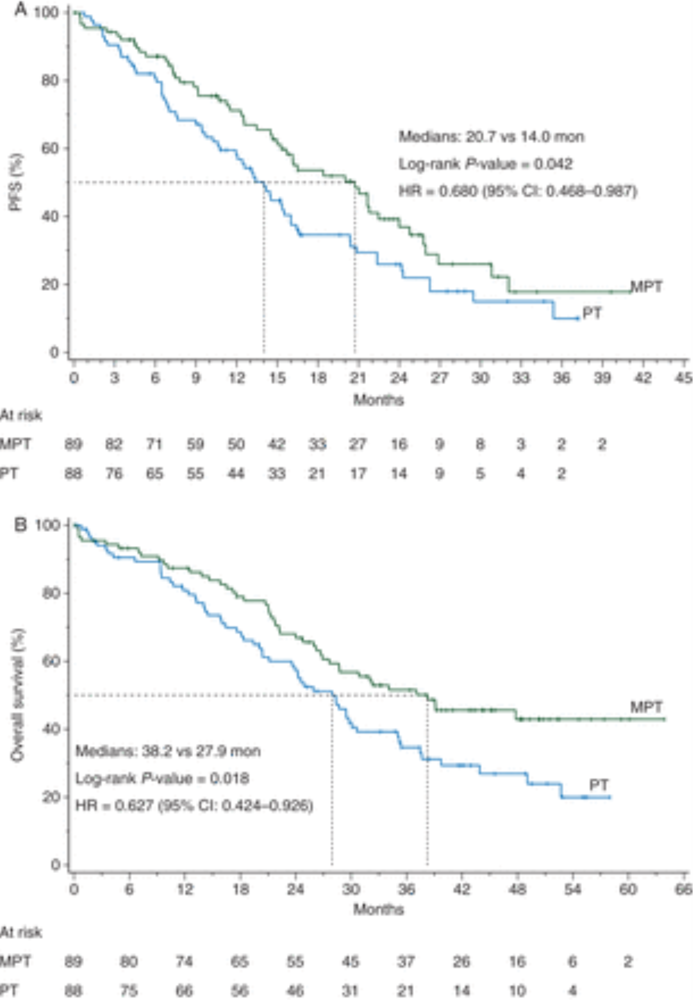 A
100
80
60
40
20
0
PFS (%)
Medians: 20.7 vs 14.0 mon
Log-rank P-value = 0.042
HR = 0.680 (95% CI: 0.468–0.987)
MPT
PT
0 3 6 9 12 15 18 21 24 27 30 33 36 39 42 45
Months
At risk
MPT 89 82 71 59 50 42 33 27 16 9 8 3 2 2
PT 88 76 65 55 44 33 21 17 14 9 5 4 2
B
100
80
60
40
20
0
Overall survival (%)
MPT
Medians: 38.2 vs 27.9 mon
Log-rank P-value = 0.018
PT
HR = 0.627 (95% CI: 0.424–0.926)
0 6 12 18 24 30 36 42 48 54 60 66
Months
At risk
MPT 89 80 74 65 55 45 37 26 16 6 2
PT 88 75 66 56 46 31 21 14 10 4